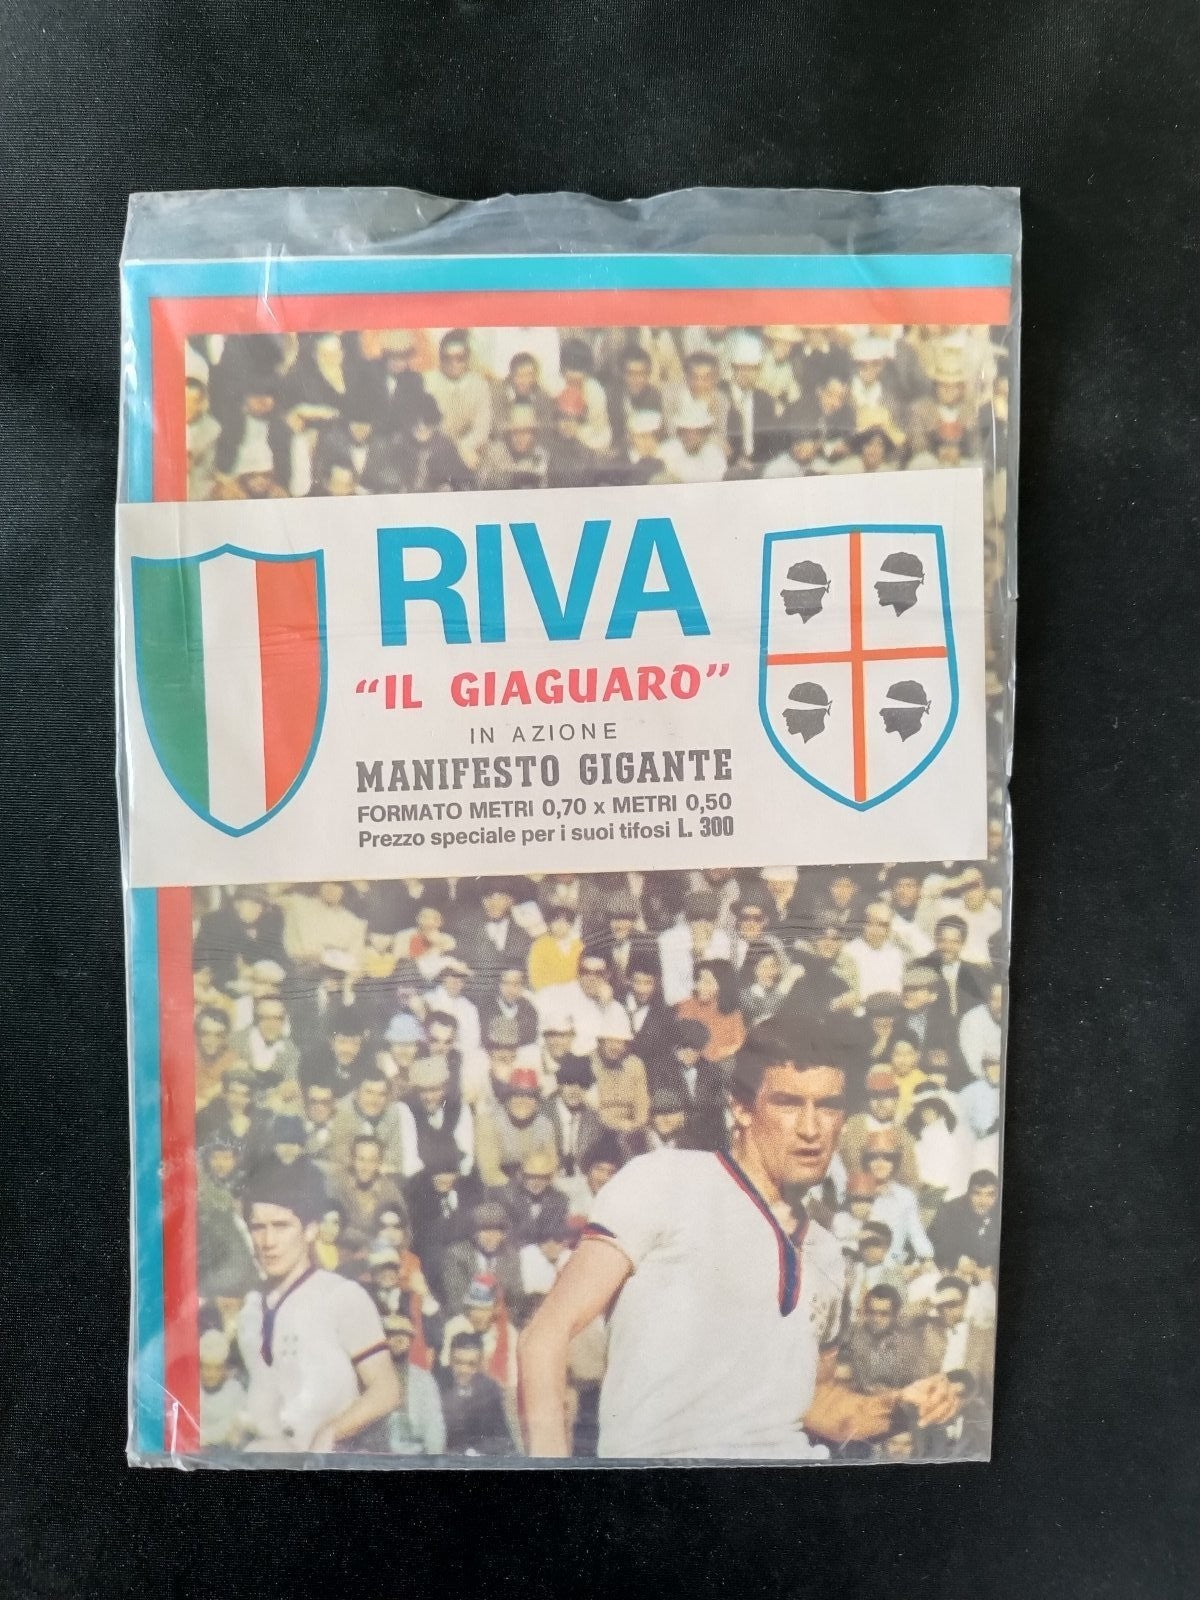 RIVA
“IL GIAGUARO”
IN AZIONE
MANIFESTO GIGANTE
FORMATO METRI 0,70 x METRI 0,50
Prezzo speciale per i suoi tifosi L. 300